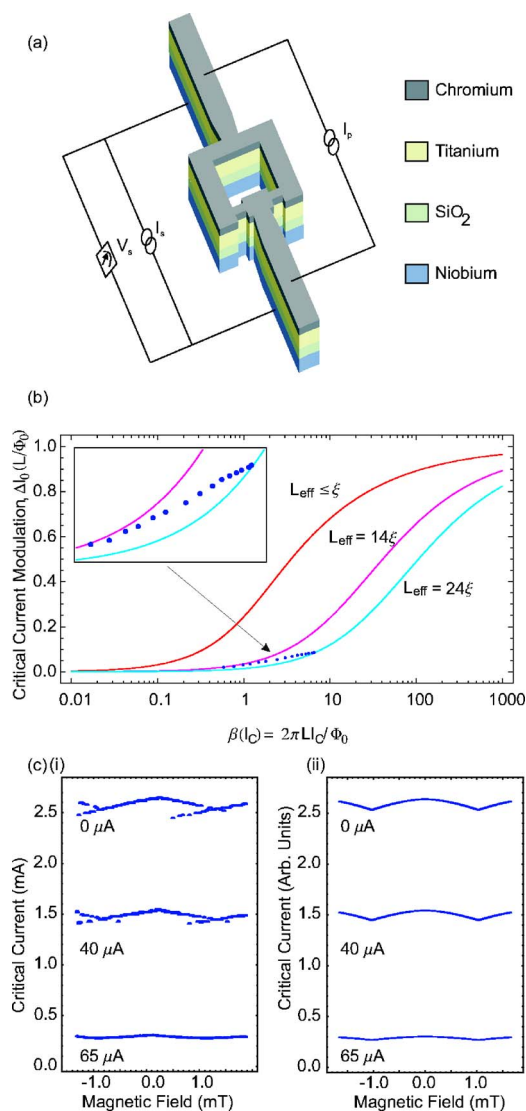 (a)
Chromium
Titanium
SiO2
Niobium
Ip
Is
Vs
(b)
Critical Current Modulation, ΔI0(L/Φ0)
1.0
0.8
0.6
0.4
0.2
0.0
Leff ≤ ξ
Leff = 14ξ
Leff = 24ξ
0.01 0.1 1 10 100 1000
β(IC) = 2πLIC/Φ0
(c)(i)
(ii)
Critical Current (mA)
2.5
2.0
1.5
1.0
0.0
0 μA
40 μA
65 μA
-1.0 0.0 1.0
Magnetic Field (mT)
Critical Current (Arb. Units)
2.5
2.0
1.5
1.0
0.0
0 μA
40 μA
65 μA
-1.0 0.0 1.0
Magnetic Field (mT)